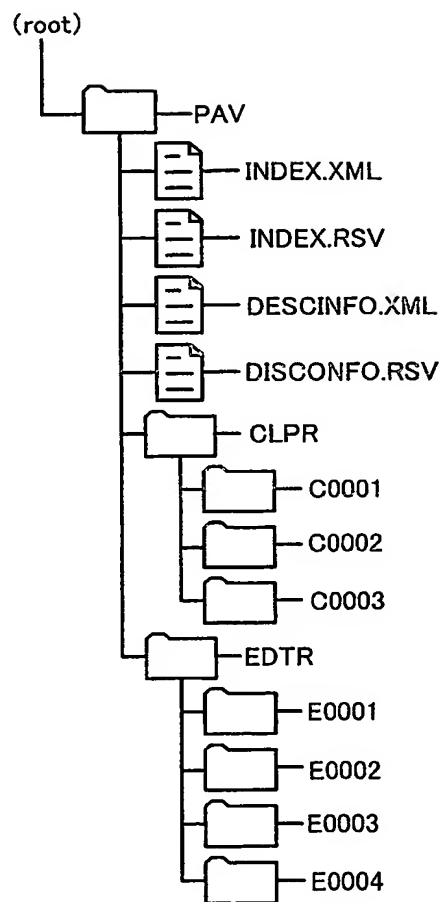 (root)
PAV
INDEX.XML
INDEX.RSV
DESCINFO.XML
DISCONFO.RSV
CLPR
C0001
C0002
C0003
EDTR
E0001
E0002
E0003
E0004